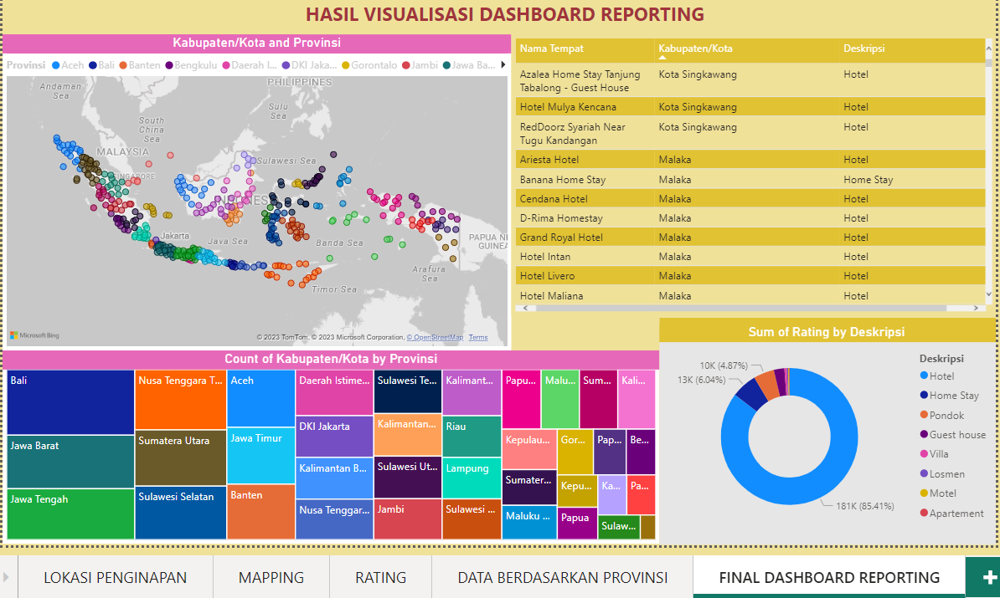 HASIL VISUALISASI DASHBOARD REPORTING
Kabupaten/Kota and Provinsi
Provinsi Aceh Bali Banten Bengkulu Daerah I... DKI Jaka... Gorontalo Jambi Jawa Ba...
PHILIPPINES
Andaman
Sea
Sulu
Sea
South
China
Sea
MALAYSIA
Sulawesi Sea
Jakarta
Java Sea
Banda Sea
PAPUA N
GUINEA
Arafura
Sea
Timor Sea
Microsoft Bing
© 2023 TomTom, © 2023 Microsoft Corporation, © OpenStreetMap Terms
Nama Tempat Kabupaten/Kota Deskripsi
Azalea Home Stay Tanjung Kota Singkawang Hotel
Tabalong - Guest House
Hotel Mulya Kencana Kota Singkawang Hotel
RedDoorz Syariah Near Kota Singkawang Hotel
Tugu Kandangan
Ariesta Hotel Malaka Hotel
Banana Home Stay Malaka Home Stay
Cendana Hotel Malaka Hotel
D-Rima Homestay Malaka Hotel
Grand Royal Hotel Malaka Hotel
Hotel Intan Malaka Hotel
Hotel Livero Malaka Hotel
Hotel Maliana Malaka Hotel
Count of Kabupaten/Kota by Provinsi
Bali
Jawa Barat
Jawa Tengah
Nusa Tenggara T...
Sumatera Utara
Sulawesi Selatan
Aceh
Jawa Timur
Banten
Daerah Istime...
DKI Jakarta
Kalimantan B...
Nusa Tenggar...
Sulawesi Te...
Kalimantan...
Sulawesi Ut...
Jambi
Kalimant...
Riau
Lampung
Sulawesi ...
Papu...
Malu...
Sum...
Kali...
Kepulau...
Sumater...
Maluku ...
Gor...
Pap...
Be...
Kepu...
Ka...
Pa...
Papua
Sulaw...
Sum of Rating by Deskripsi
10K (4.87%)
13K (6.04%)
181K (85.41%)
Deskripsi
Hotel
Home Stay
Pondok
Guest house
Villa
Losmen
Motel
Apartement
LOKASI PENGINAPAN MAPPING RATING DATA BERDASARKAN PROVINSI FINAL DASHBOARD REPORTING